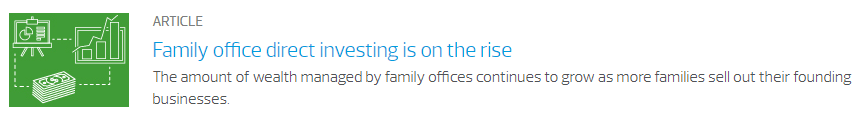 ARTICLE
Family office direct investing is on the rise
The amount of wealth managed by family offices continues to grow as more families sell out their founding
businesses.